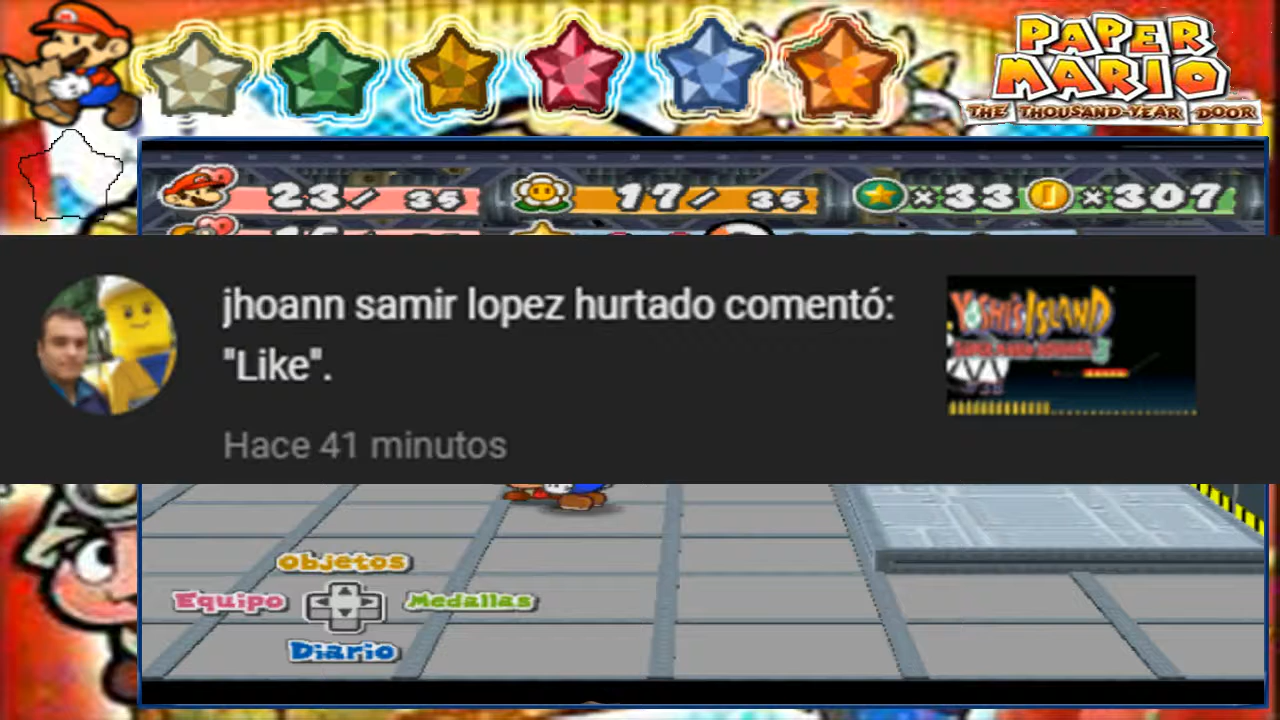 PAPER
MARIO
THE THOUSAND-YEAR DOOR
23/ 35 17/ 35 ×33 ×307
jhoann samir lopez hurtado comentó:
"Like".
Hace 41 minutos
YOSHI'S ISLAND
Objetos
Equipo Medallas
Diario